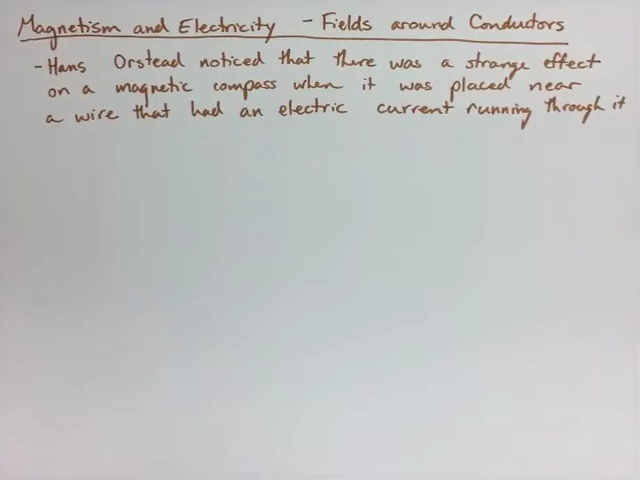 Magnetism and Electricity - Fields around Conductors
- Hans Orstead noticed that there was a strange effect
on a magnetic compass when it was placed near
a wire that had an electric current running through it